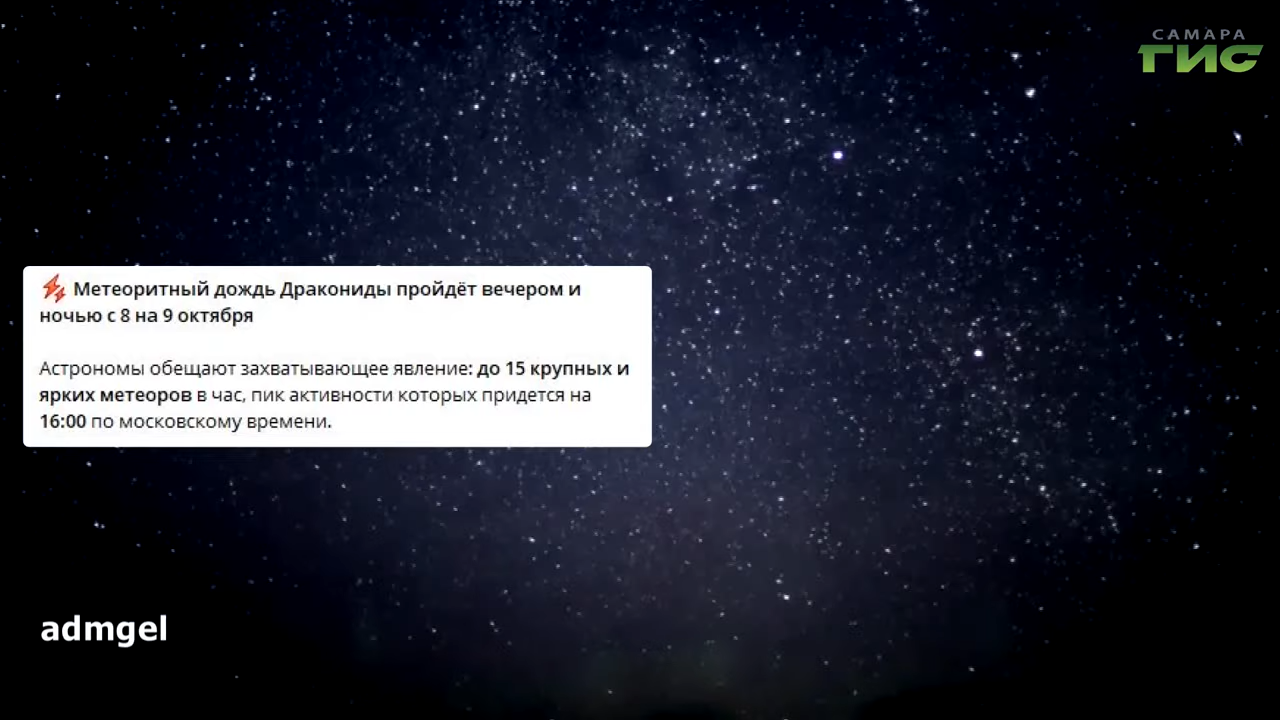 САМАРА
ГИС
Метеоритный дождь Дракониды пройдёт вечером и
ночью с 8 на 9 октября
Астрономы обещают захватывающее явление: до 15 крупных и
ярких метеоров в час, пик активности которых придется на
16:00 по московскому времени.
admgel